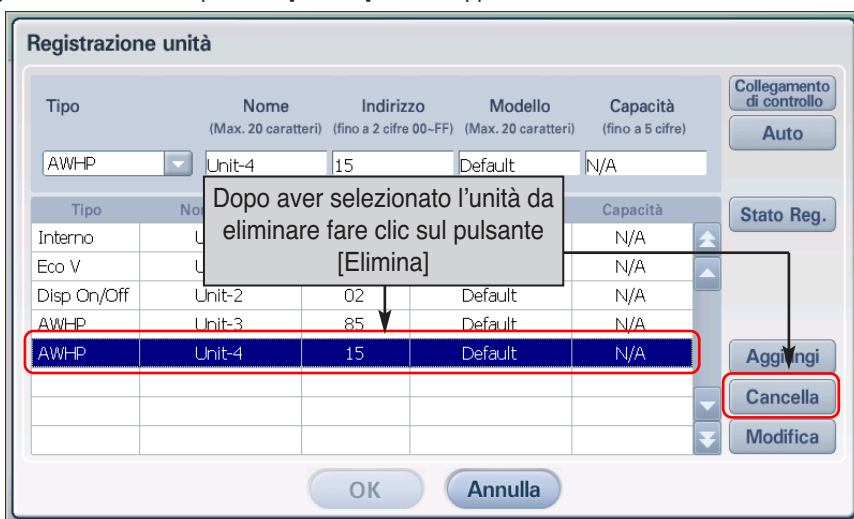 Registrazione unità
Tipo Nome Indirizzo Modello Capacità
(Max. 20 caratteri) (fino a 2 cifre 00~FF) (Max. 20 caratteri) (fino a 5 cifre)
AWHP Unit-4 15 Default N/A
Collegamento
di controllo
Auto
Stato Reg.
Dopo aver selezionato l'unità da
eliminare fare clic sul pulsante
[Elimina]
Tipo Capacità
Interno N/A
Eco V N/A
Disp On/Off Unit-2 02 Default N/A
AWHP Unit-3 85 Default N/A
AWHP Unit-4 15 Default N/A
Aggiungi
Cancella
Modifica
OK Annulla